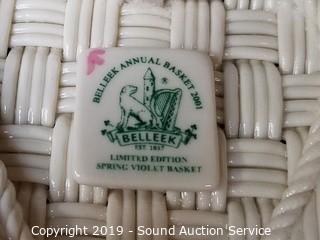 BELLEEK ANNUAL BASKET 2001
®
BELLEEK
EST. 1857
LIMITED EDITION
SPRING VIOLET BASKET
Copyright 2019 - Sound Auction Service